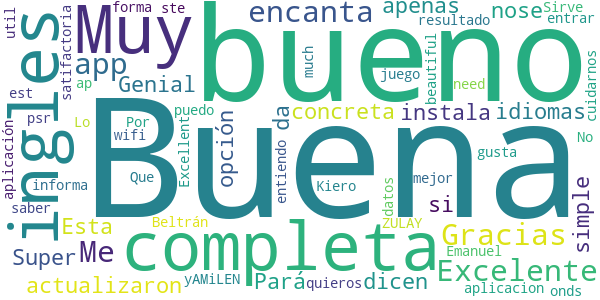 util
forma
ste
encanta
apenas
Sirve
nose
resultado
entrar
satifactoria
Muy
bueno
ingles
app
Genial
much
juego
beautiful
need
cuidarnos
ap
puedo
est
Lo
Por
wifi
Excellent
opción
da
concreta
instala
idiomas
No
aplicación
psr
Buena
informa
Que
entiendo
Kiero
mejor
gusta
saber
datos
si
simple
Esta
Beltrán
completa
ZULAY
Gracias
Super
Me
Emanuel
Excelente
actualizaron
yAMiLEN
Pará
quieros
dicen
aplicacion
onds